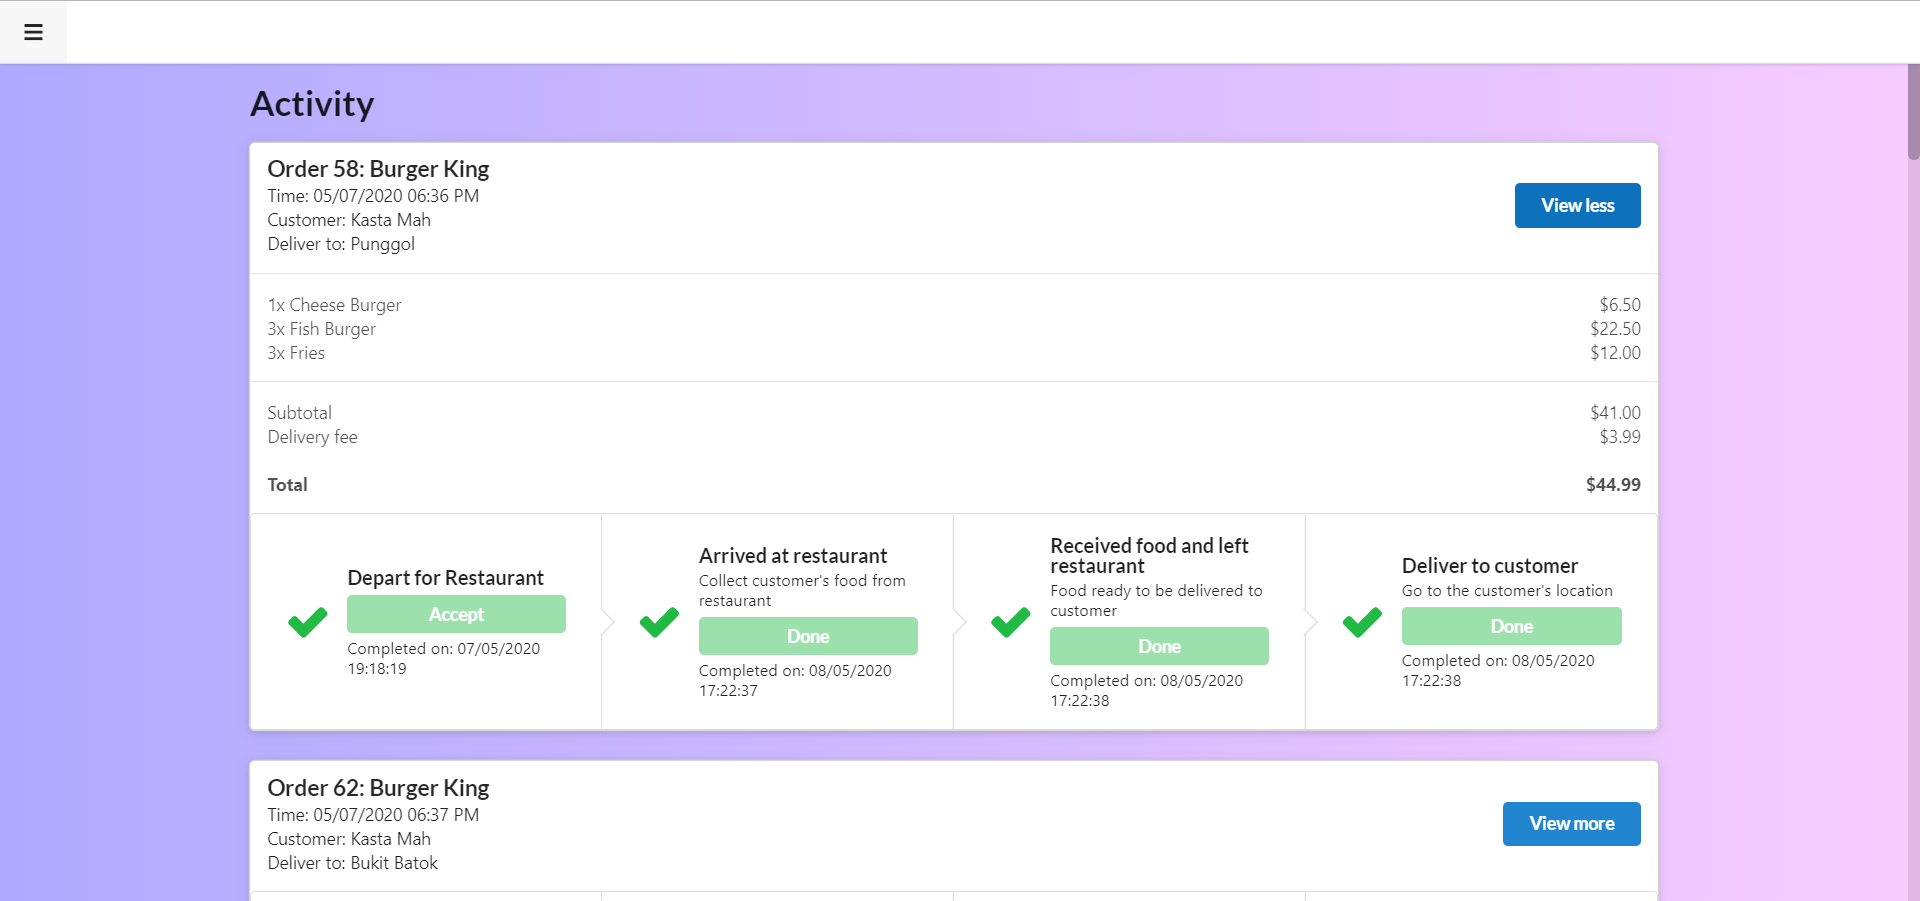 Activity
Order 58: Burger King
Time: 05/07/2020 06:36 PM
Customer: Kasta Mah
Deliver to: Punggol
View less
1x Cheese Burger $6.50
3x Fish Burger $22.50
3x Fries $12.00
Subtotal $41.00
Delivery fee $3.99
Total $44.99
Depart for Restaurant
Accept
Completed on: 07/05/2020
19:18:19
Arrived at restaurant
Collect customer's food from
restaurant
Done
Completed on: 08/05/2020
17:22:37
Received food and left
restaurant
Food ready to be delivered to
customer
Done
Completed on: 08/05/2020
17:22:38
Deliver to customer
Go to the customer's location
Done
Completed on: 08/05/2020
17:22:38
Order 62: Burger King
Time: 05/07/2020 06:37 PM
Customer: Kasta Mah
Deliver to: Bukit Batok
View more